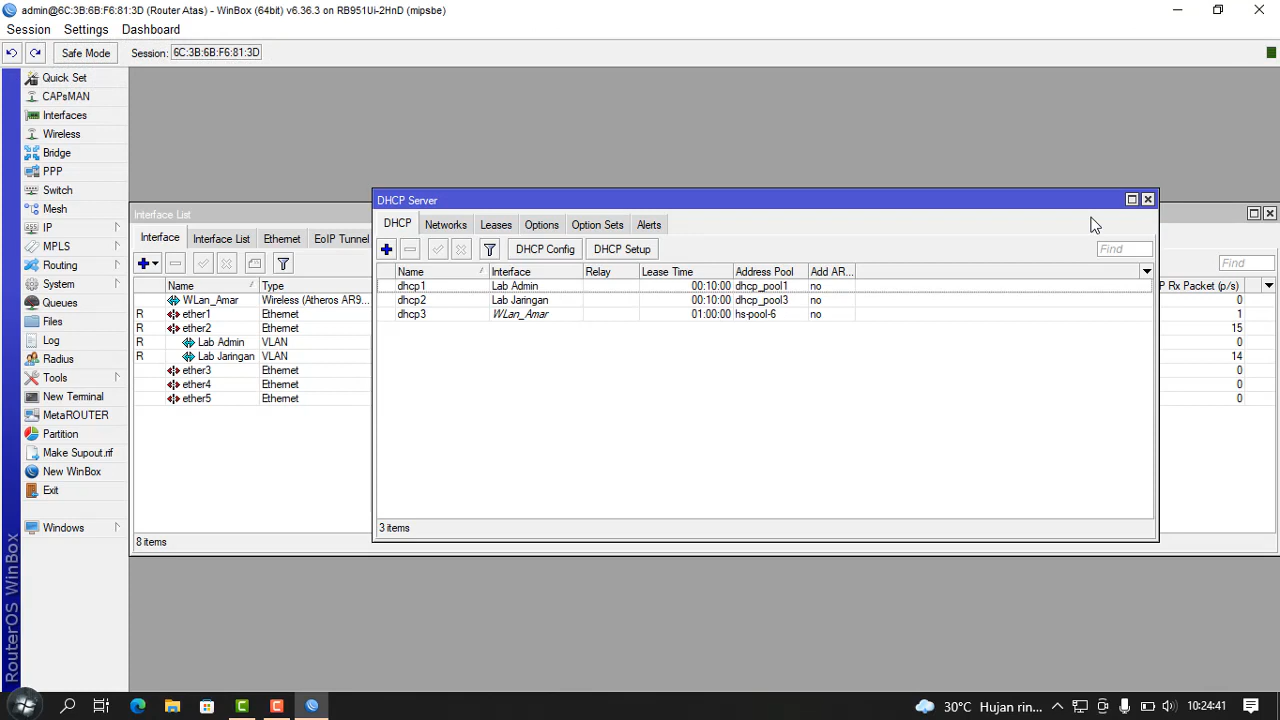 admin@6C:3B:6B:F6:81:3D (Router Atas) - WinBox (64bit) v6.36.3 on RB951Ui-2HnD (mipsbe)
Session Settings Dashboard
Safe Mode Session: 6C:3B:6B:F6:81:3D
Quick Set
CAPsMAN
Interfaces
Wireless
Bridge
PPP
Switch
Mesh
IP
MPLS
Routing
System
Queues
Files
Log
Radius
Tools
New Terminal
MetaROUTER
Partition
Make Supout.rif
New WinBox
Exit
Windows
RouterOS WinBox
Interface List
Interface Interface List Ethernet EoIP Tunnel
Find
Name Type P Rx Packet (p/s)
WLan_Amar Wireless (Atheros AR9... 0
R ether1 Ethernet 1
R ether2 Ethernet 15
R Lab Admin VLAN 0
R Lab Jaringan VLAN 14
ether3 Ethernet 0
ether4 Ethernet 0
ether5 Ethernet 0
8 items
DHCP Server
DHCP Networks Leases Options Option Sets Alerts
DHCP Config DHCP Setup Find
Name Interface Relay Lease Time Address Pool Add AR...
dhcp1 Lab Admin 00:10:00 dhcp_pool1 no
dhcp2 Lab Jaringan 00:10:00 dhcp_pool3 no
dhcp3 WLan_Amar 01:00:00 hs-pool-6 no
3 items
30°C Hujan rin... 10:24:41